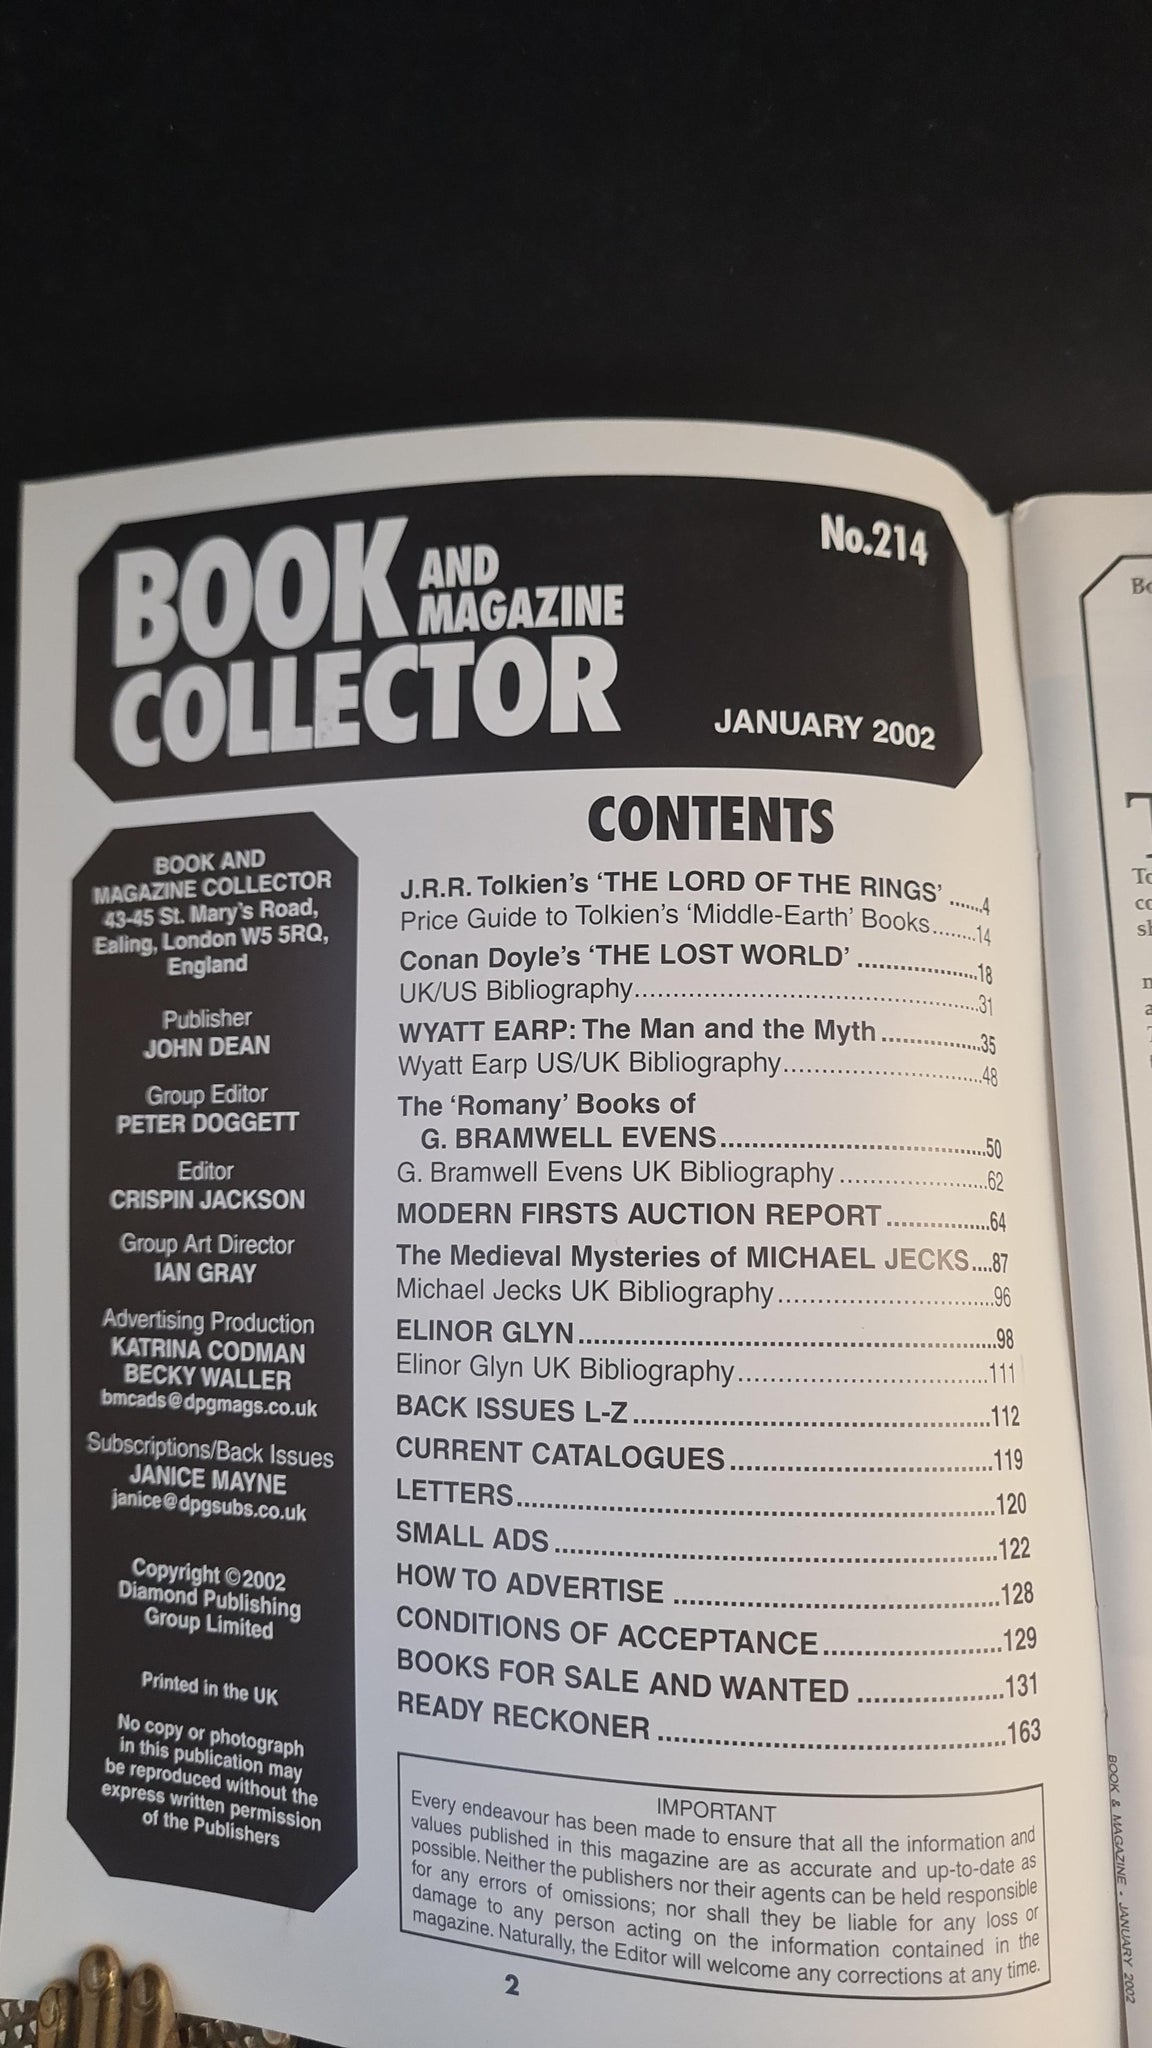 BOOK AND MAGAZINE COLLECTOR
No.214
JANUARY 2002
BOOK AND
MAGAZINE COLLECTOR
43-45 St. Mary's Road,
Ealing, London W5 5RQ,
England
Publisher
JOHN DEAN
Group Editor
PETER DOGGETT
Editor
CRISPIN JACKSON
Group Art Director
IAN GRAY
Advertising Production
KATRINA CODMAN
BECKY WALLER
bmcads@dpgmags.co.uk
Subscriptions/Back Issues
JANICE MAYNE
janice@dpgsubs.co.uk
Copyright ©2002
Diamond Publishing
Group Limited
Printed in the UK
No copy or photograph
in this publication may
be reproduced without the
express written permission
of the Publishers
CONTENTS
J.R.R. Tolkien's 'THE LORD OF THE RINGS' ......4
Price Guide to Tolkien's 'Middle-Earth' Books........14
Conan Doyle's 'THE LOST WORLD' ..................18
UK/US Bibliography....................................................31
WYATT EARP: The Man and the Myth...............35
Wyatt Earp US/UK Bibliography..............................48
The 'Romany' Books of
G. BRAMWELL EVENS........................................50
G. Bramwell Evens UK Bibliography......................62
MODERN FIRSTS AUCTION REPORT................64
The Medieval Mysteries of MICHAEL JECKS....87
Michael Jecks UK Bibliography................................96
ELINOR GLYN..............................................................98
Elinor Glyn UK Bibliography.....................................111
BACK ISSUES L-Z.....................................................112
CURRENT CATALOGUES.......................................119
LETTERS.......................................................................120
SMALL ADS..................................................................122
HOW TO ADVERTISE ................................................128
CONDITIONS OF ACCEPTANCE..........................129
BOOKS FOR SALE AND WANTED .....................131
READY RECKONER ...................................................163
IMPORTANT
Every endeavour has been made to ensure that all the information and
values published in this magazine are as accurate and up-to-date as
possible. Neither the publishers nor their agents can be held responsible
for any errors of omissions; nor shall they be liable for any loss or
damage to any person acting on the information contained in the
magazine. Naturally, the Editor will welcome any corrections at any time.
2
BOOK & MAGAZINE • JANUARY 2002